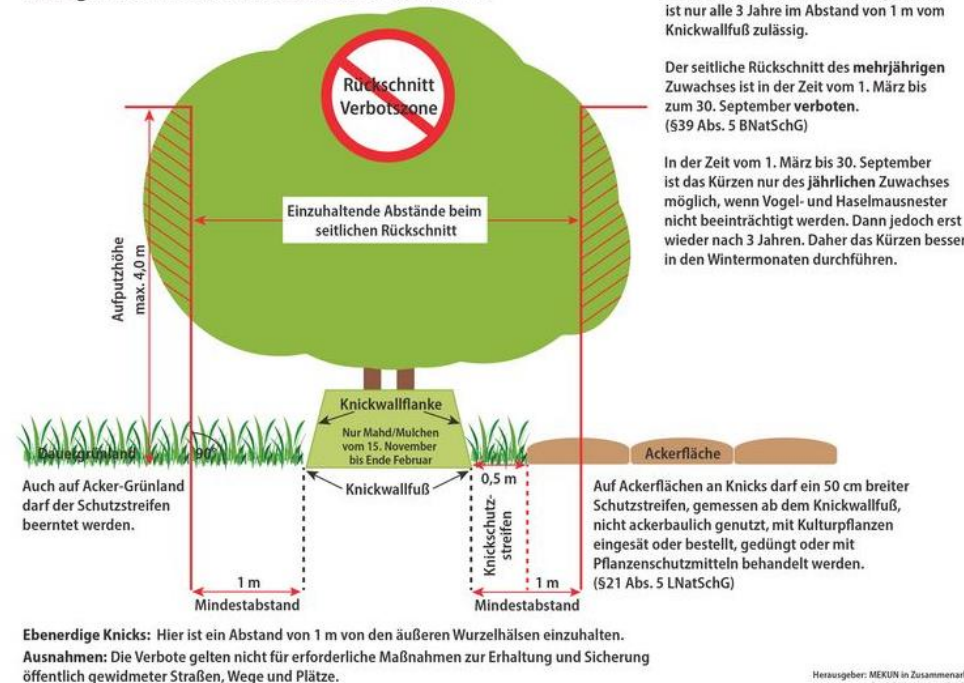 ist nur alle 3 Jahre im Abstand von 1 m vom
Knickwallfuß zulässig.
Der seitliche Rückschnitt des mehrjährigen
Zuwachses ist in der Zeit vom 1. März bis
zum 30. September verboten.
(§39 Abs. 5 BNatSchG)
In der Zeit vom 1. März bis 30. September
ist das Kürzen nur des jährlichen Zuwachses
möglich, wenn Vogel- und Haselmausnester
nicht beeinträchtigt werden. Dann jedoch erst
wieder nach 3 Jahren. Daher das Kürzen besser
in den Wintermonaten durchführen.
Rückschnitt
Verbotszone
Einzuhaltende Abstände beim
seitlichen Rückschnitt
Aufputzhöhe
max. 4,0 m
Knickwallflanke
Nur Mahd/Mulchen
vom 15. November
bis Ende Februar
Dauergrünland
90°
Ackerfläche
Knickwallfuß
0,5 m
Knickschutz-
streifen
Auch auf Acker-Grünland
darf der Schutzstreifen
beerntet werden.
Auf Ackerflächen an Knicks darf ein 50 cm breiter
Schutzstreifen, gemessen ab dem Knickwallfuß,
nicht ackerbaulich genutzt, mit Kulturpflanzen
eingesät oder bestellt, gedüngt oder mit
Pflanzenschutzmitteln behandelt werden.
(§21 Abs. 5 LNatSchG)
1 m
Mindestabstand
1 m
Mindestabstand
Ebenerdige Knicks: Hier ist ein Abstand von 1 m von den äußeren Wurzelhälsen einzuhalten.
Ausnahmen: Die Verbote gelten nicht für erforderliche Maßnahmen zur Erhaltung und Sicherung
öffentlich gewidmeter Straßen, Wege und Plätze.
Herausgeber: MEKUN in Zusammenar